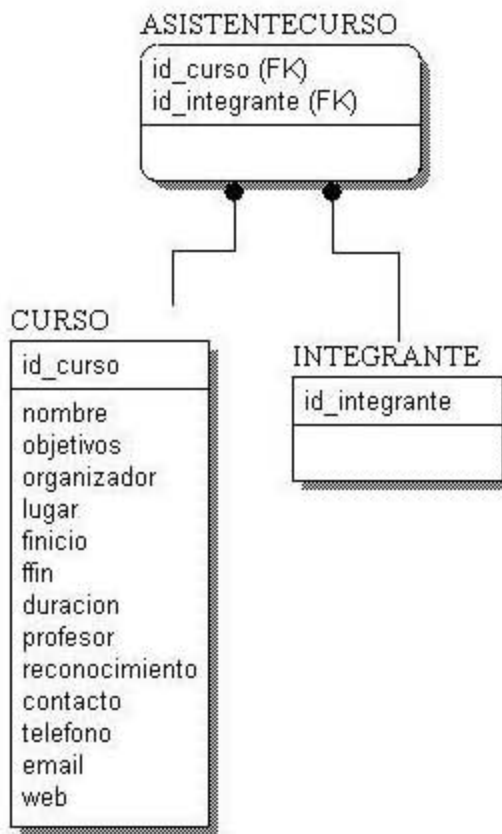 ASISTENTECURSO
id_curso (FK)
id_integrante (FK)
CURSO
id_curso
nombre
objetivos
organizador
lugar
finicio
ffin
duracion
profesor
reconocimiento
contacto
telefono
email
web
INTEGRANTE
id_integrante